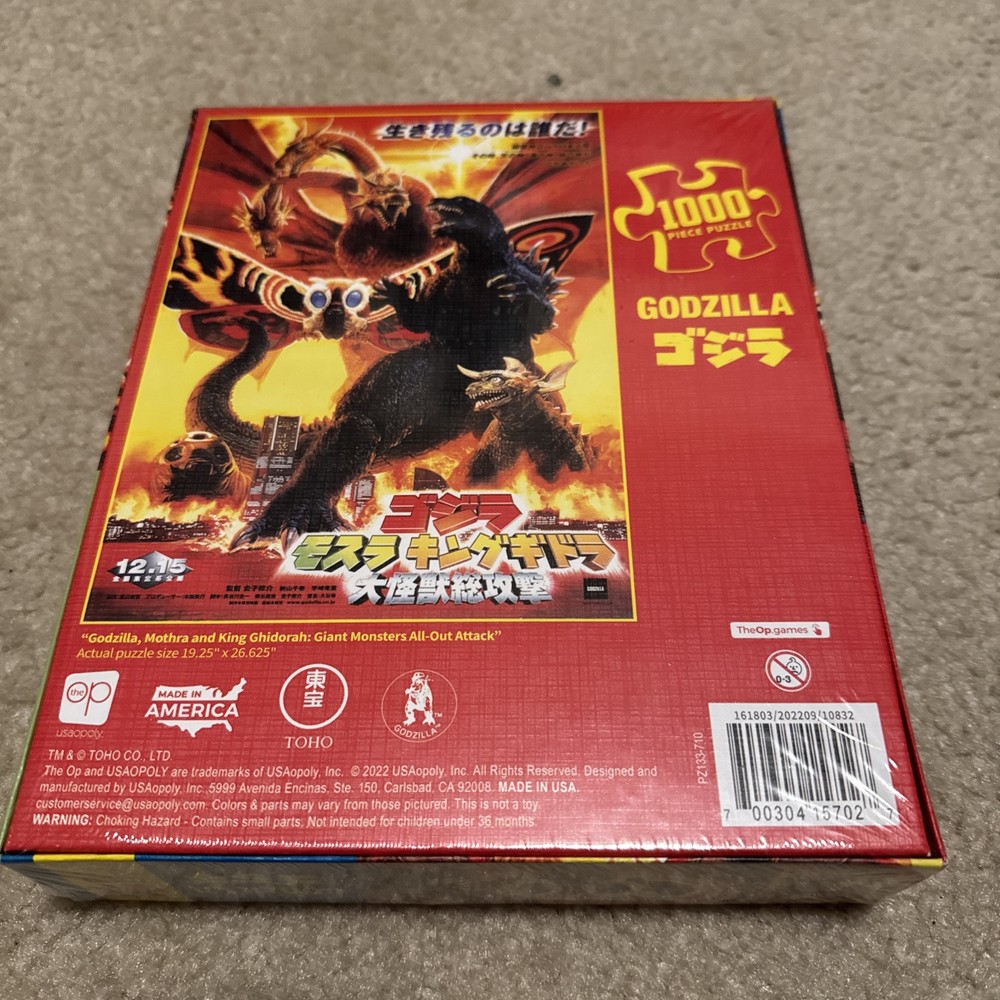 生き残るのは誰だ!
1000
PIECE PUZZLE
GODZILLA
ゴジラ
ゴジラ
モスラ キングギドラ
大怪獣総攻撃
12.15
GODZILLA
"Godzilla, Mothra and King Ghidorah: Giant Monsters All-Out Attack"
Actual puzzle size 19.25" x 26.625"
TheOp.games
0-3
the op
usaopoly
MADE IN
AMERICA
東宝
TOHO
GODZILLA™
TM & © TOHO CO., LTD.
The Op and USAOPOLY are trademarks of USAopoly, Inc. © 2022 USAopoly, Inc. All Rights Reserved. Designed and
manufactured by USAopoly, Inc. 5999 Avenida Encinas. Ste. 150, Carlsbad, CA 92008. MADE IN USA.
customerservice@usaopoly.com. Colors & parts may vary from those pictured. This is not a toy.
WARNING: Choking Hazard - Contains small parts. Not intended for children under 36 months.
PZ133-710
161803/202209/10832
7 00304 15702 7